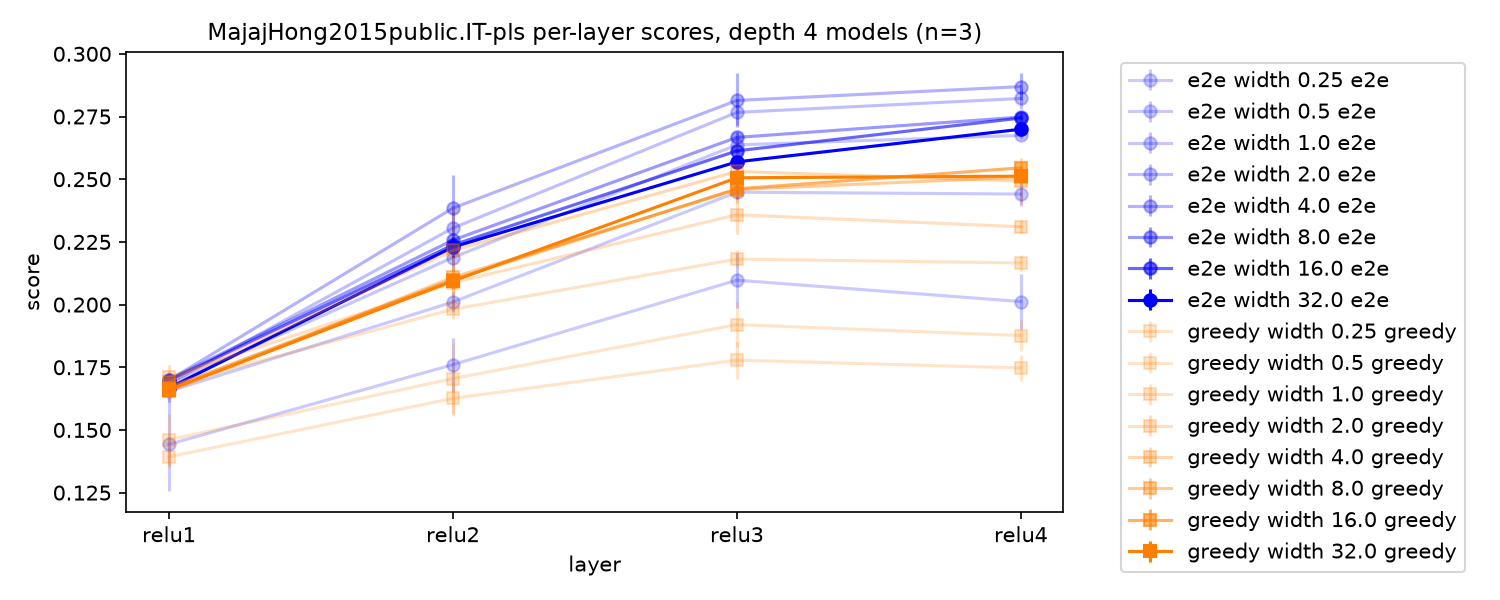 MajajHong2015public.IT-pls per-layer scores, depth 4 models (n=3)
0.300
0.275
0.250
0.225
0.200
0.175
0.150
0.125
score
relu1
relu2
relu3
relu4
layer
e2e width 0.25 e2e
e2e width 0.5 e2e
e2e width 1.0 e2e
e2e width 2.0 e2e
e2e width 4.0 e2e
e2e width 8.0 e2e
e2e width 16.0 e2e
e2e width 32.0 e2e
greedy width 0.25 greedy
greedy width 0.5 greedy
greedy width 1.0 greedy
greedy width 2.0 greedy
greedy width 4.0 greedy
greedy width 8.0 greedy
greedy width 16.0 greedy
greedy width 32.0 greedy